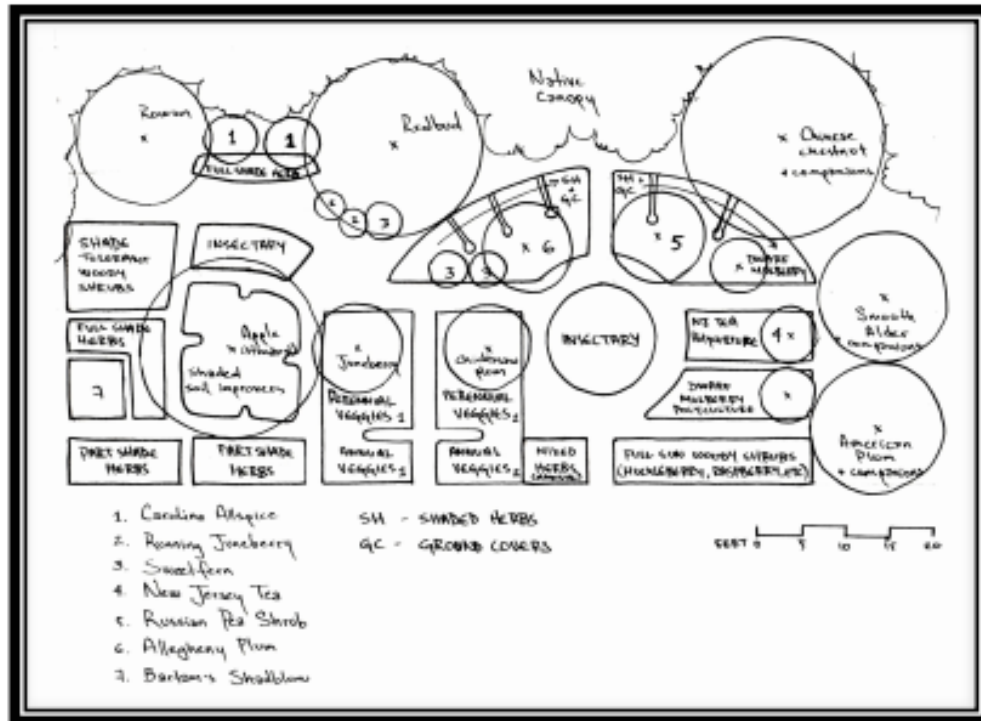 Native
Canopy
Redbud
Chinese
chestnut
+ companions
1
1
FULL SHADE HERBS
SH
+
GC
SH +
GC
SHADE
TOLERANT
WOODY
SHRUBS
INSECTARY
2
3
3
6
5
DWARF
MULBERRY
Smooth
Alder
+ companions
FULL SHADE
HERBS
Apple
shaded
soil improvers
Juneberry
Chickasaw
plum
INSECTARY
NJ TEA
4
7
PERENNIAL
VEGGIES 1
PERENNIAL
VEGGIES 2
DWARF
MULBERRY
POLYCULTURE
American
Plum
+ companions
PART SHADE
HERBS
PART SHADE
HERBS
ANNUAL
VEGGIES 1
ANNUAL
VEGGIES 2
MIXED
HERBS
FULL SUN WOODY SHRUBS
(HUCKLEBERRY, RASPBERRY, ETC)
1. Carolina Allspice
2. Running Juneberry
3. Sweetfern
4. New Jersey Tea
5. Russian Pea Shrub
6. Allegheny Plum
7. Bartram's Shadblow
SH - SHADED HERBS
GC - GROUND COVERS
FEET 0 5 10 15 20